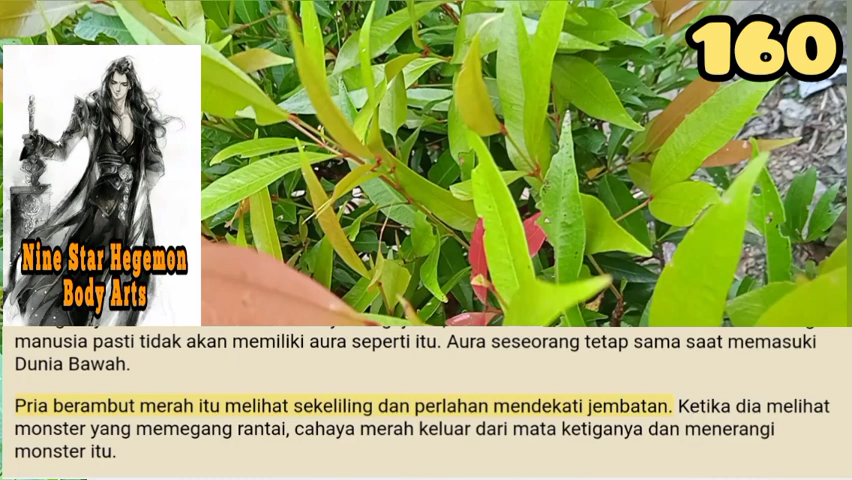 160
Nine Star Hegemon
Body Arts
manusia pasti tidak akan memiliki aura seperti itu. Aura seseorang tetap sama saat memasuki
Dunia Bawah.
Pria berambut merah itu melihat sekeliling dan perlahan mendekati jembatan. Ketika dia melihat
monster yang memegang rantai, cahaya merah keluar dari mata ketiganya dan menerangi
monster itu.